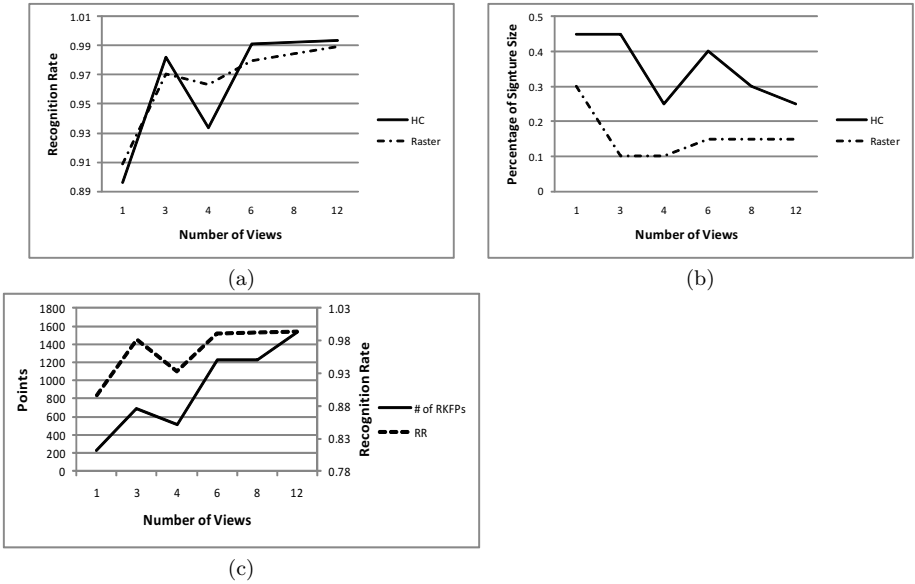 1.01
0.99
0.97
0.95
0.93
0.91
0.89
Recognition Rate
1 3 4 6 8 12
Number of Views
HC
Raster
(a)
0.5
0.4
0.3
0.2
0.1
0
Percentage of Signture Size
1 3 4 6 8 12
Number of Views
HC
Raster
(b)
1800
1600
1400
1200
1000
800
600
400
200
0
Points
1.03
0.98
0.93
0.88
0.83
0.78
Recognition Rate
1 3 4 6 8 12
Number of Views
# of RKFPs
RR
(c)